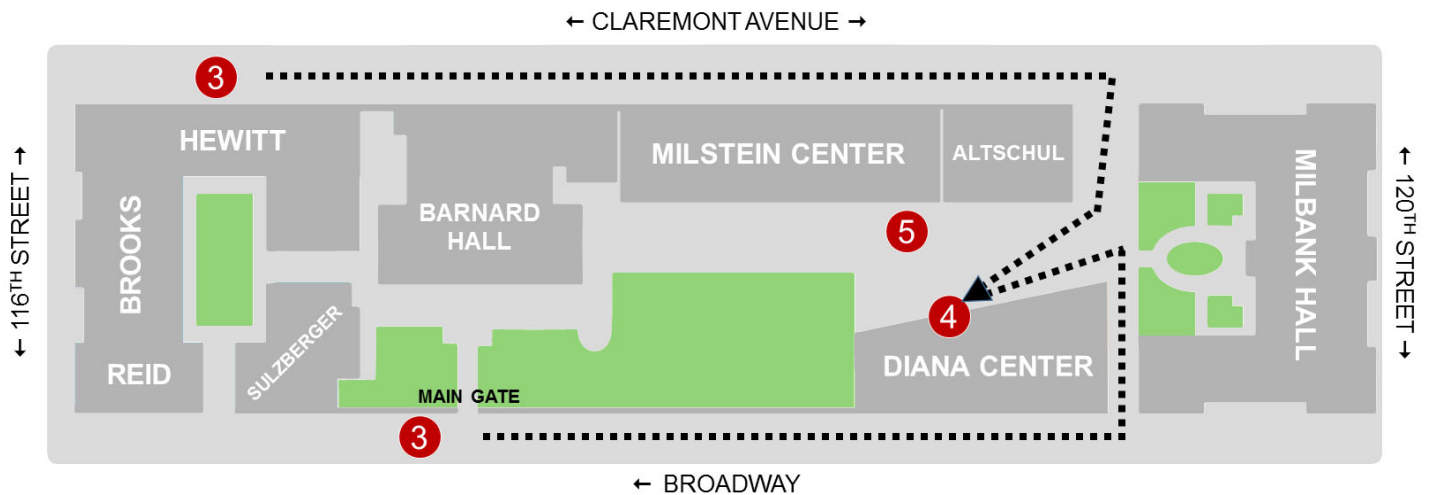 ← CLAREMONT AVENUE →
3
HEWITT
MILSTEIN CENTER
ALTSCHUL
← 116TH STREET →
BROOKS
BARNARD
HALL
5
MILBANK HALL
← 120TH STREET →
4
SULZBERGER
REID
DIANA CENTER
MAIN GATE
3
← BROADWAY